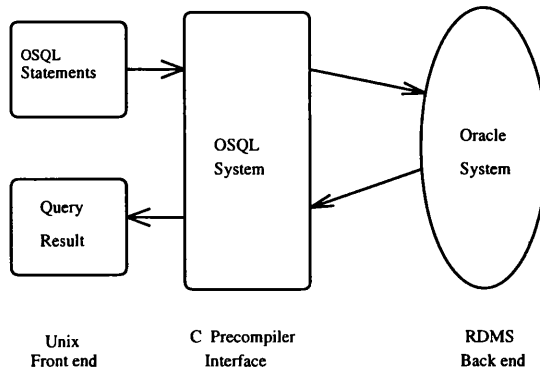 OSQL
Statements
OSQL
System
Oracle
System
Query
Result
Unix
Front end
C Precompiler
Interface
RDMS
Back end